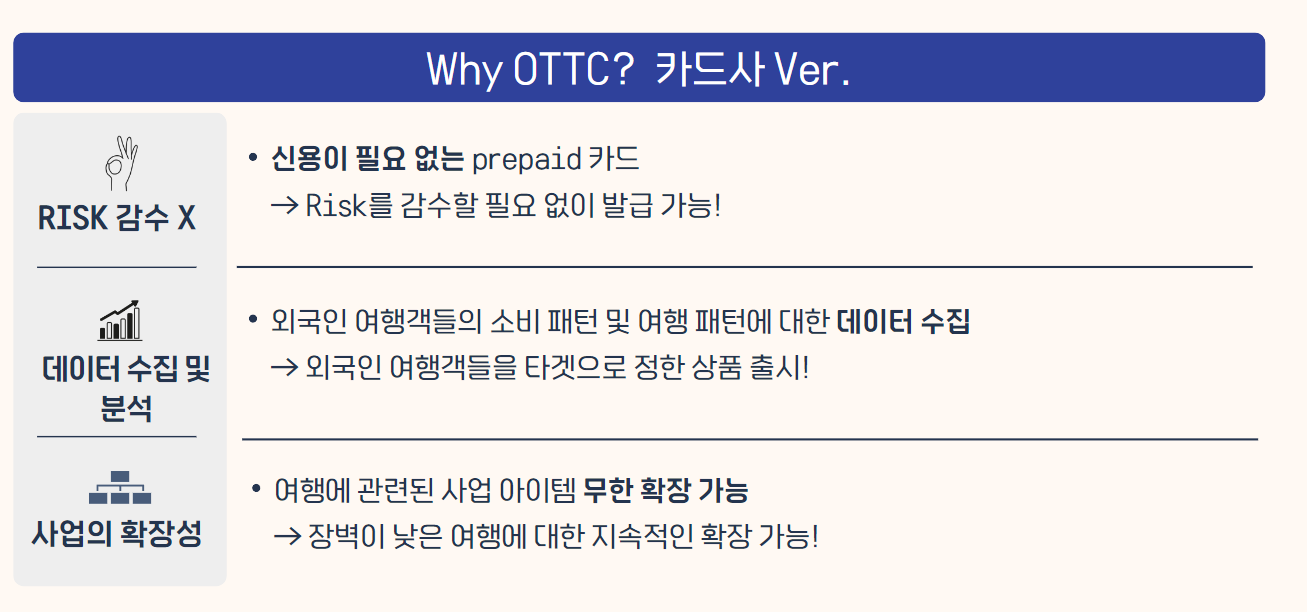 Why OTTC? 카드사 Ver.
RISK 감수 X
• 신용이 필요 없는 prepaid 카드
→ Risk를 감수할 필요 없이 발급 가능!
데이터 수집 및
분석
• 외국인 여행객들의 소비 패턴 및 여행 패턴에 대한 데이터 수집
→ 외국인 여행객들을 타겟으로 정한 상품 출시!
사업의 확장성
• 여행에 관련된 사업 아이템 무한 확장 가능
→ 장벽이 낮은 여행에 대한 지속적인 확장 가능!